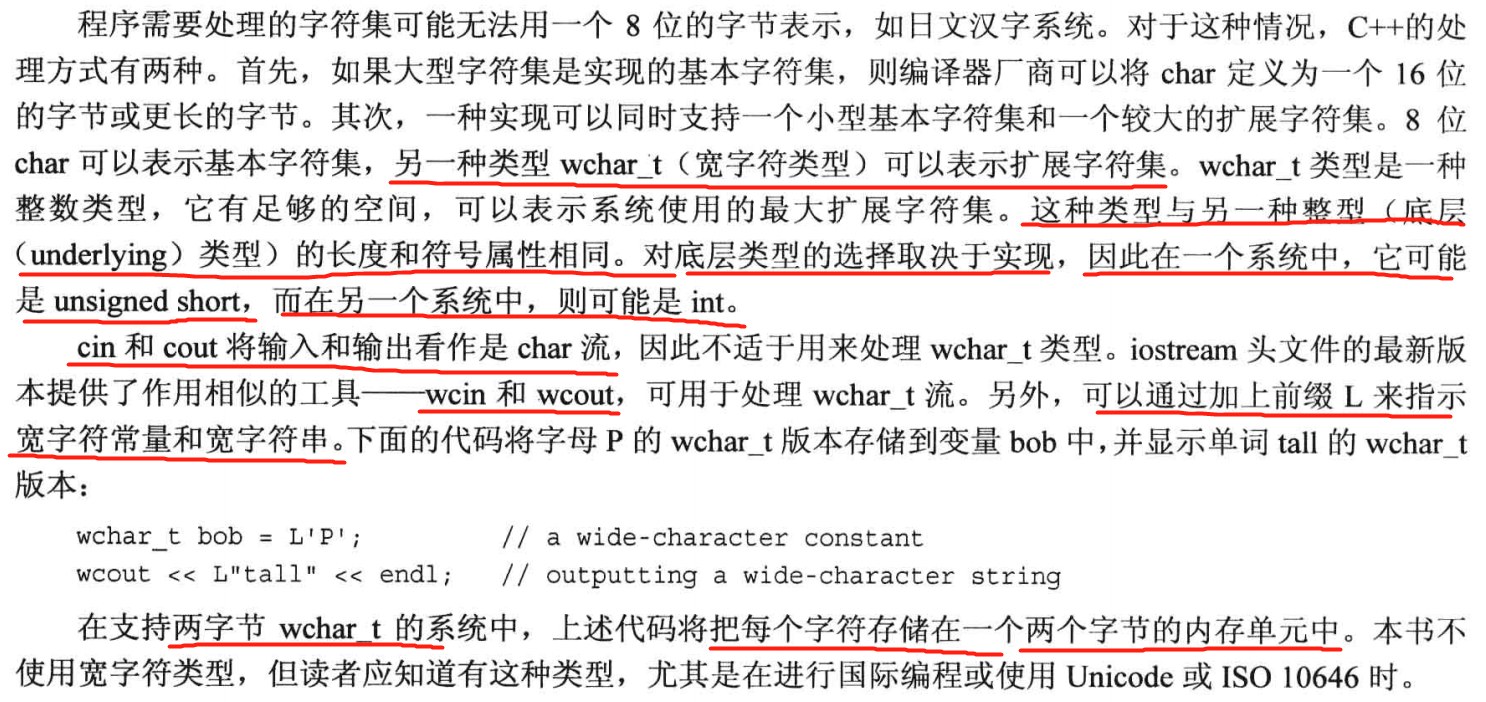 程序需要处理的字符集可能无法用一个 8 位的字节表示，如日文汉字系统。对于这种情况，C++的处
理方式有两种。首先，如果大型字符集是实现的基本字符集，则编译器厂商可以将 char 定义为一个 16 位
的字节或更长的字节。其次，一种实现可以同时支持一个小型基本字符集和一个较大的扩展字符集。8 位
char 可以表示基本字符集，另一种类型 wchar_t（宽字符类型）可以表示扩展字符集。wchar_t 类型是一种
整数类型，它有足够的空间，可以表示系统使用的最大扩展字符集。这种类型与另一种整型（底层
（underlying）类型）的长度和符号属性相同。对底层类型的选择取决于实现，因此在一个系统中，它可能
是 unsigned short，而在另一个系统中，则可能是 int。
cin 和 cout 将输入和输出看作是 char 流，因此不适于用来处理 wchar_t 类型。iostream 头文件的最新版
本提供了作用相似的工具——wcin 和 wcout，可用于处理 wchar_t 流。另外，可以通过加上前缀 L 来指示
宽字符常量和宽字符串。下面的代码将字母 P 的 wchar_t 版本存储到变量 bob 中，并显示单词 tall 的 wchar_t
版本：
wchar_t bob = L'P'; // a wide-character constant
wcout << L"tall" << endl; // outputting a wide-character string
在支持两字节 wchar_t 的系统中，上述代码将把每个字符存储在一个两个字节的内存单元中。本书不
使用宽字符类型，但读者应知道有这种类型，尤其是在进行国际编程或使用 Unicode 或 ISO 10646 时。